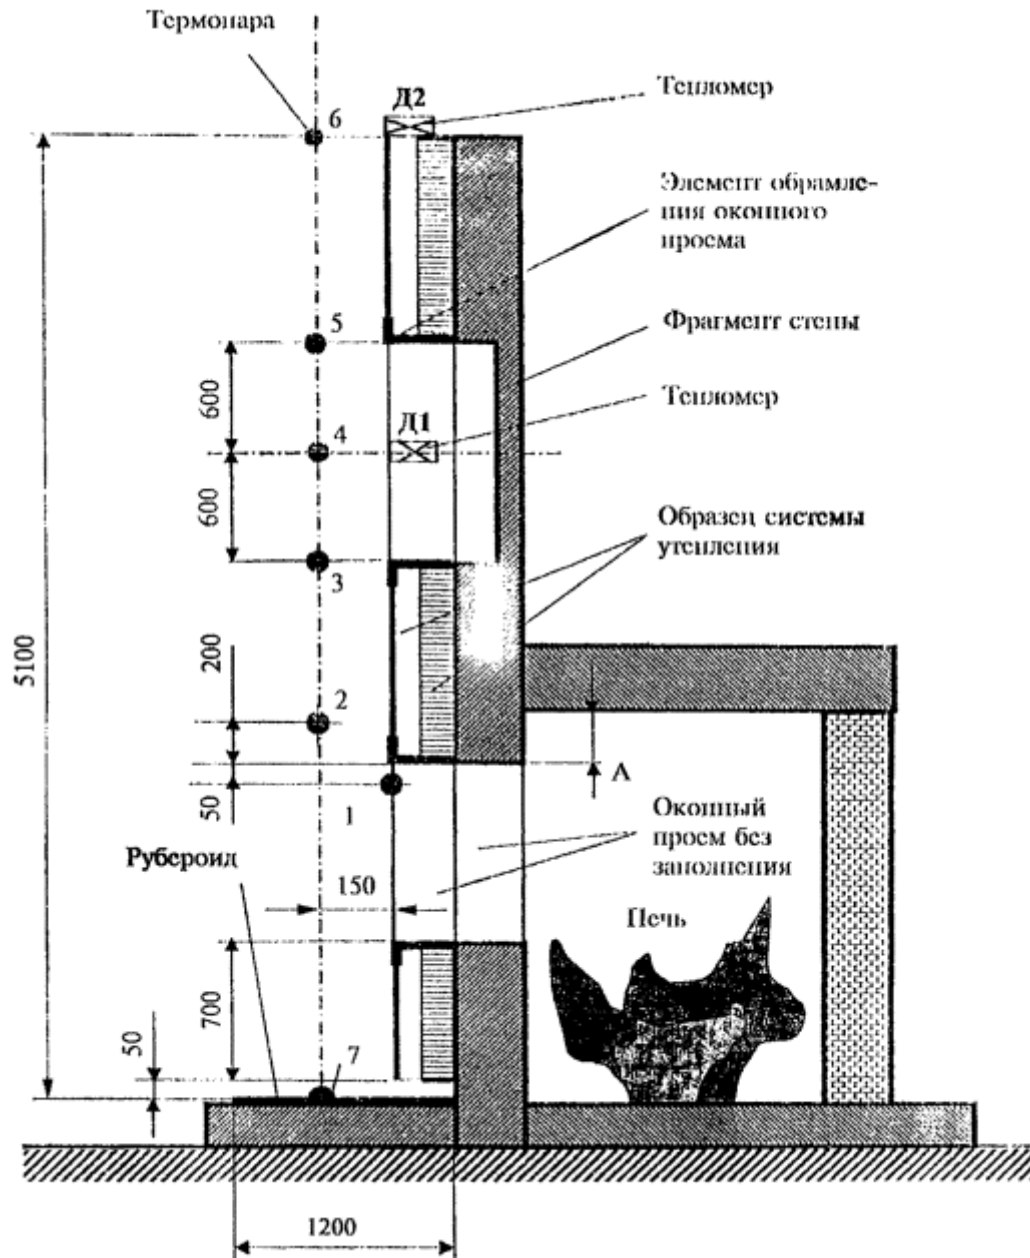 Термопара
6
Д2
Тепломер
Элемент обрамле-
ния оконного
проема
5
Фрагмент стены
600
4
Д1
Тепломер
600
3
Образец системы
утепления
5100
200
2
А
50
1
Оконный
проем без
заполнения
Рубероид
150
Печь
700
50
7
1200